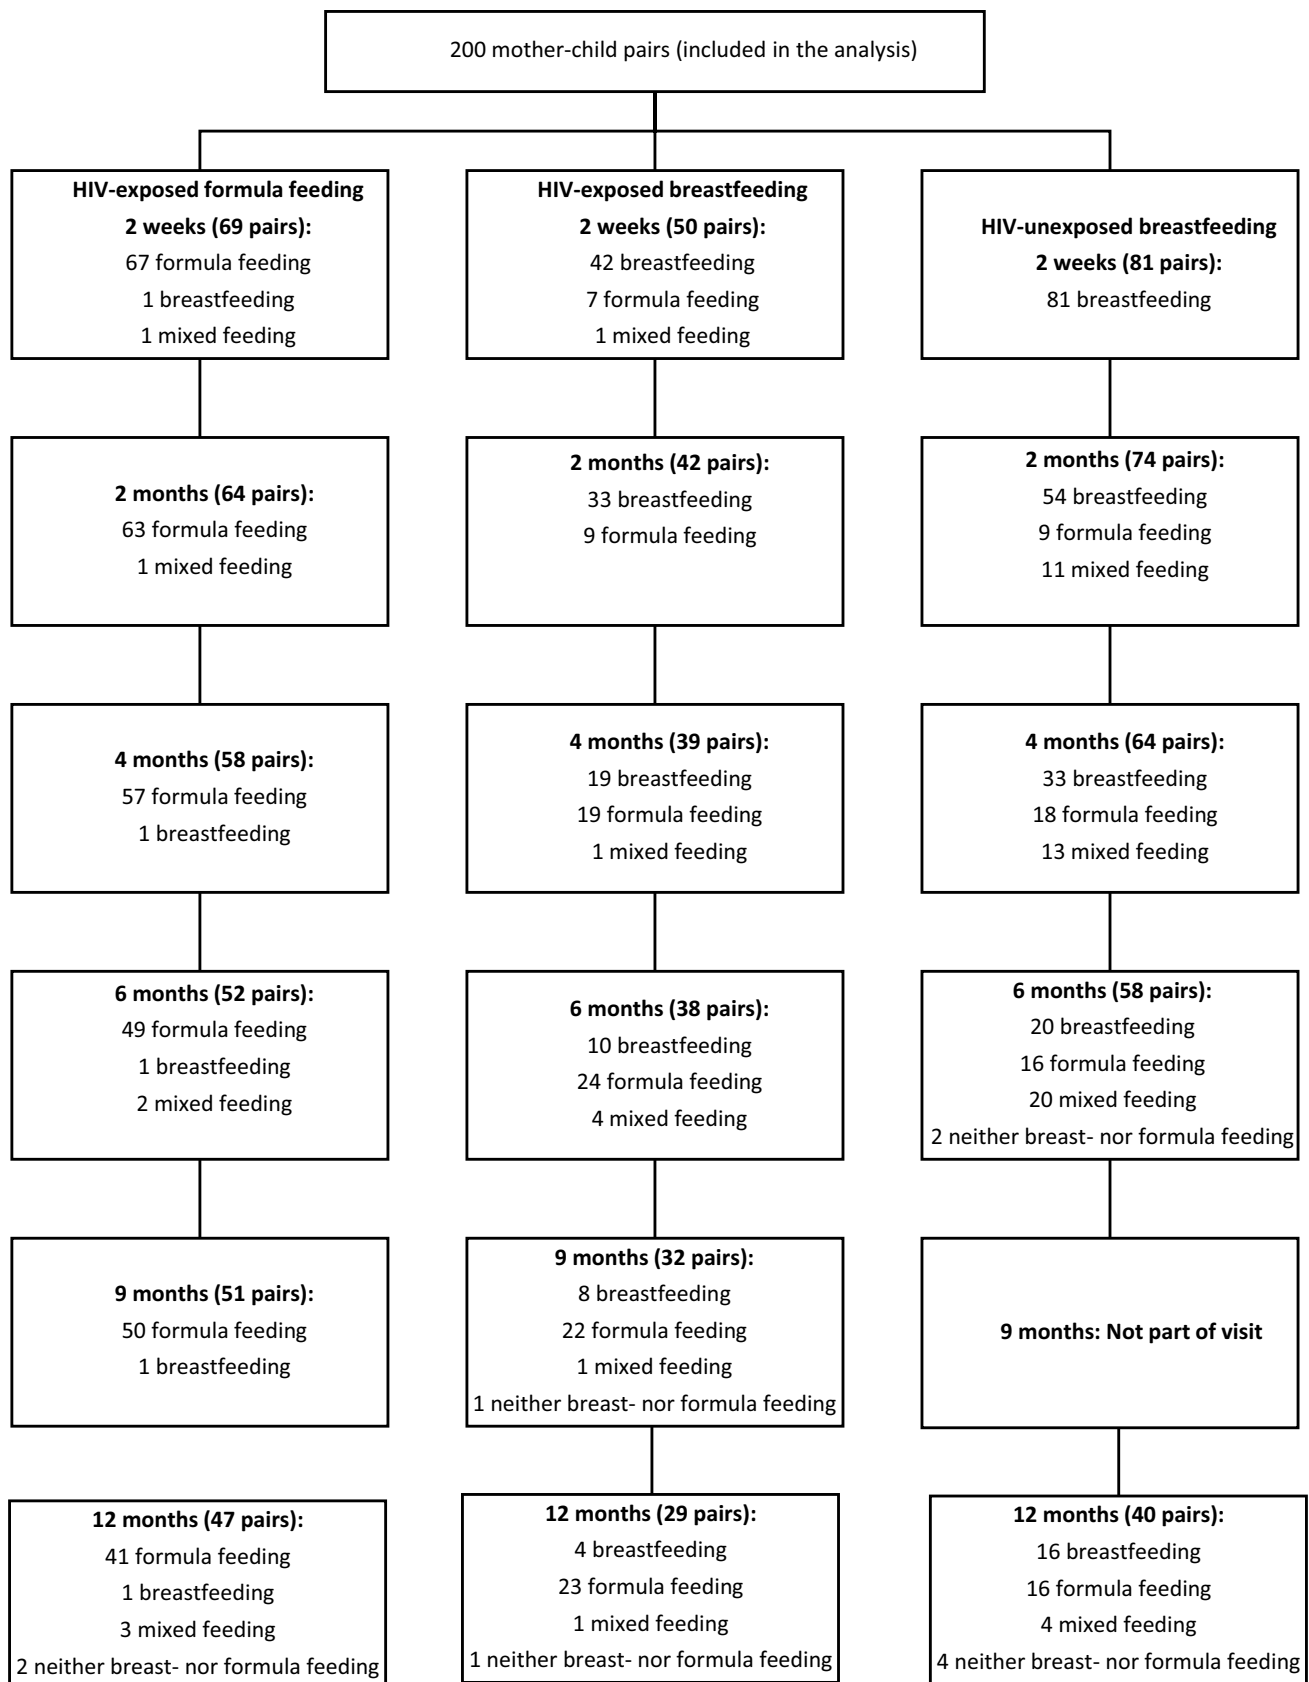 200 mother-child pairs (included in the analysis)
HIV-exposed formula feeding
2 weeks (69 pairs):
67 formula feeding
1 breastfeeding
1 mixed feeding
HIV-exposed breastfeeding
2 weeks (50 pairs):
42 breastfeeding
7 formula feeding
1 mixed feeding
HIV-unexposed breastfeeding
2 weeks (81 pairs):
81 breastfeeding
2 months (64 pairs):
63 formula feeding
1 mixed feeding
2 months (42 pairs):
33 breastfeeding
9 formula feeding
2 months (74 pairs):
54 breastfeeding
9 formula feeding
11 mixed feeding
4 months (58 pairs):
57 formula feeding
1 breastfeeding
4 months (39 pairs):
19 breastfeeding
19 formula feeding
1 mixed feeding
4 months (64 pairs):
33 breastfeeding
18 formula feeding
13 mixed feeding
6 months (52 pairs):
49 formula feeding
1 breastfeeding
2 mixed feeding
6 months (38 pairs):
10 breastfeeding
24 formula feeding
4 mixed feeding
6 months (58 pairs):
20 breastfeeding
16 formula feeding
20 mixed feeding
2 neither breast- nor formula feeding
9 months (51 pairs):
50 formula feeding
1 breastfeeding
9 months (32 pairs):
8 breastfeeding
22 formula feeding
1 mixed feeding
1 neither breast- nor formula feeding
9 months: Not part of visit
12 months (47 pairs):
41 formula feeding
1 breastfeeding
3 mixed feeding
2 neither breast- nor formula feeding
12 months (29 pairs):
4 breastfeeding
23 formula feeding
1 mixed feeding
1 neither breast- nor formula feeding
12 months (40 pairs):
16 breastfeeding
16 formula feeding
4 mixed feeding
4 neither breast- nor formula feeding